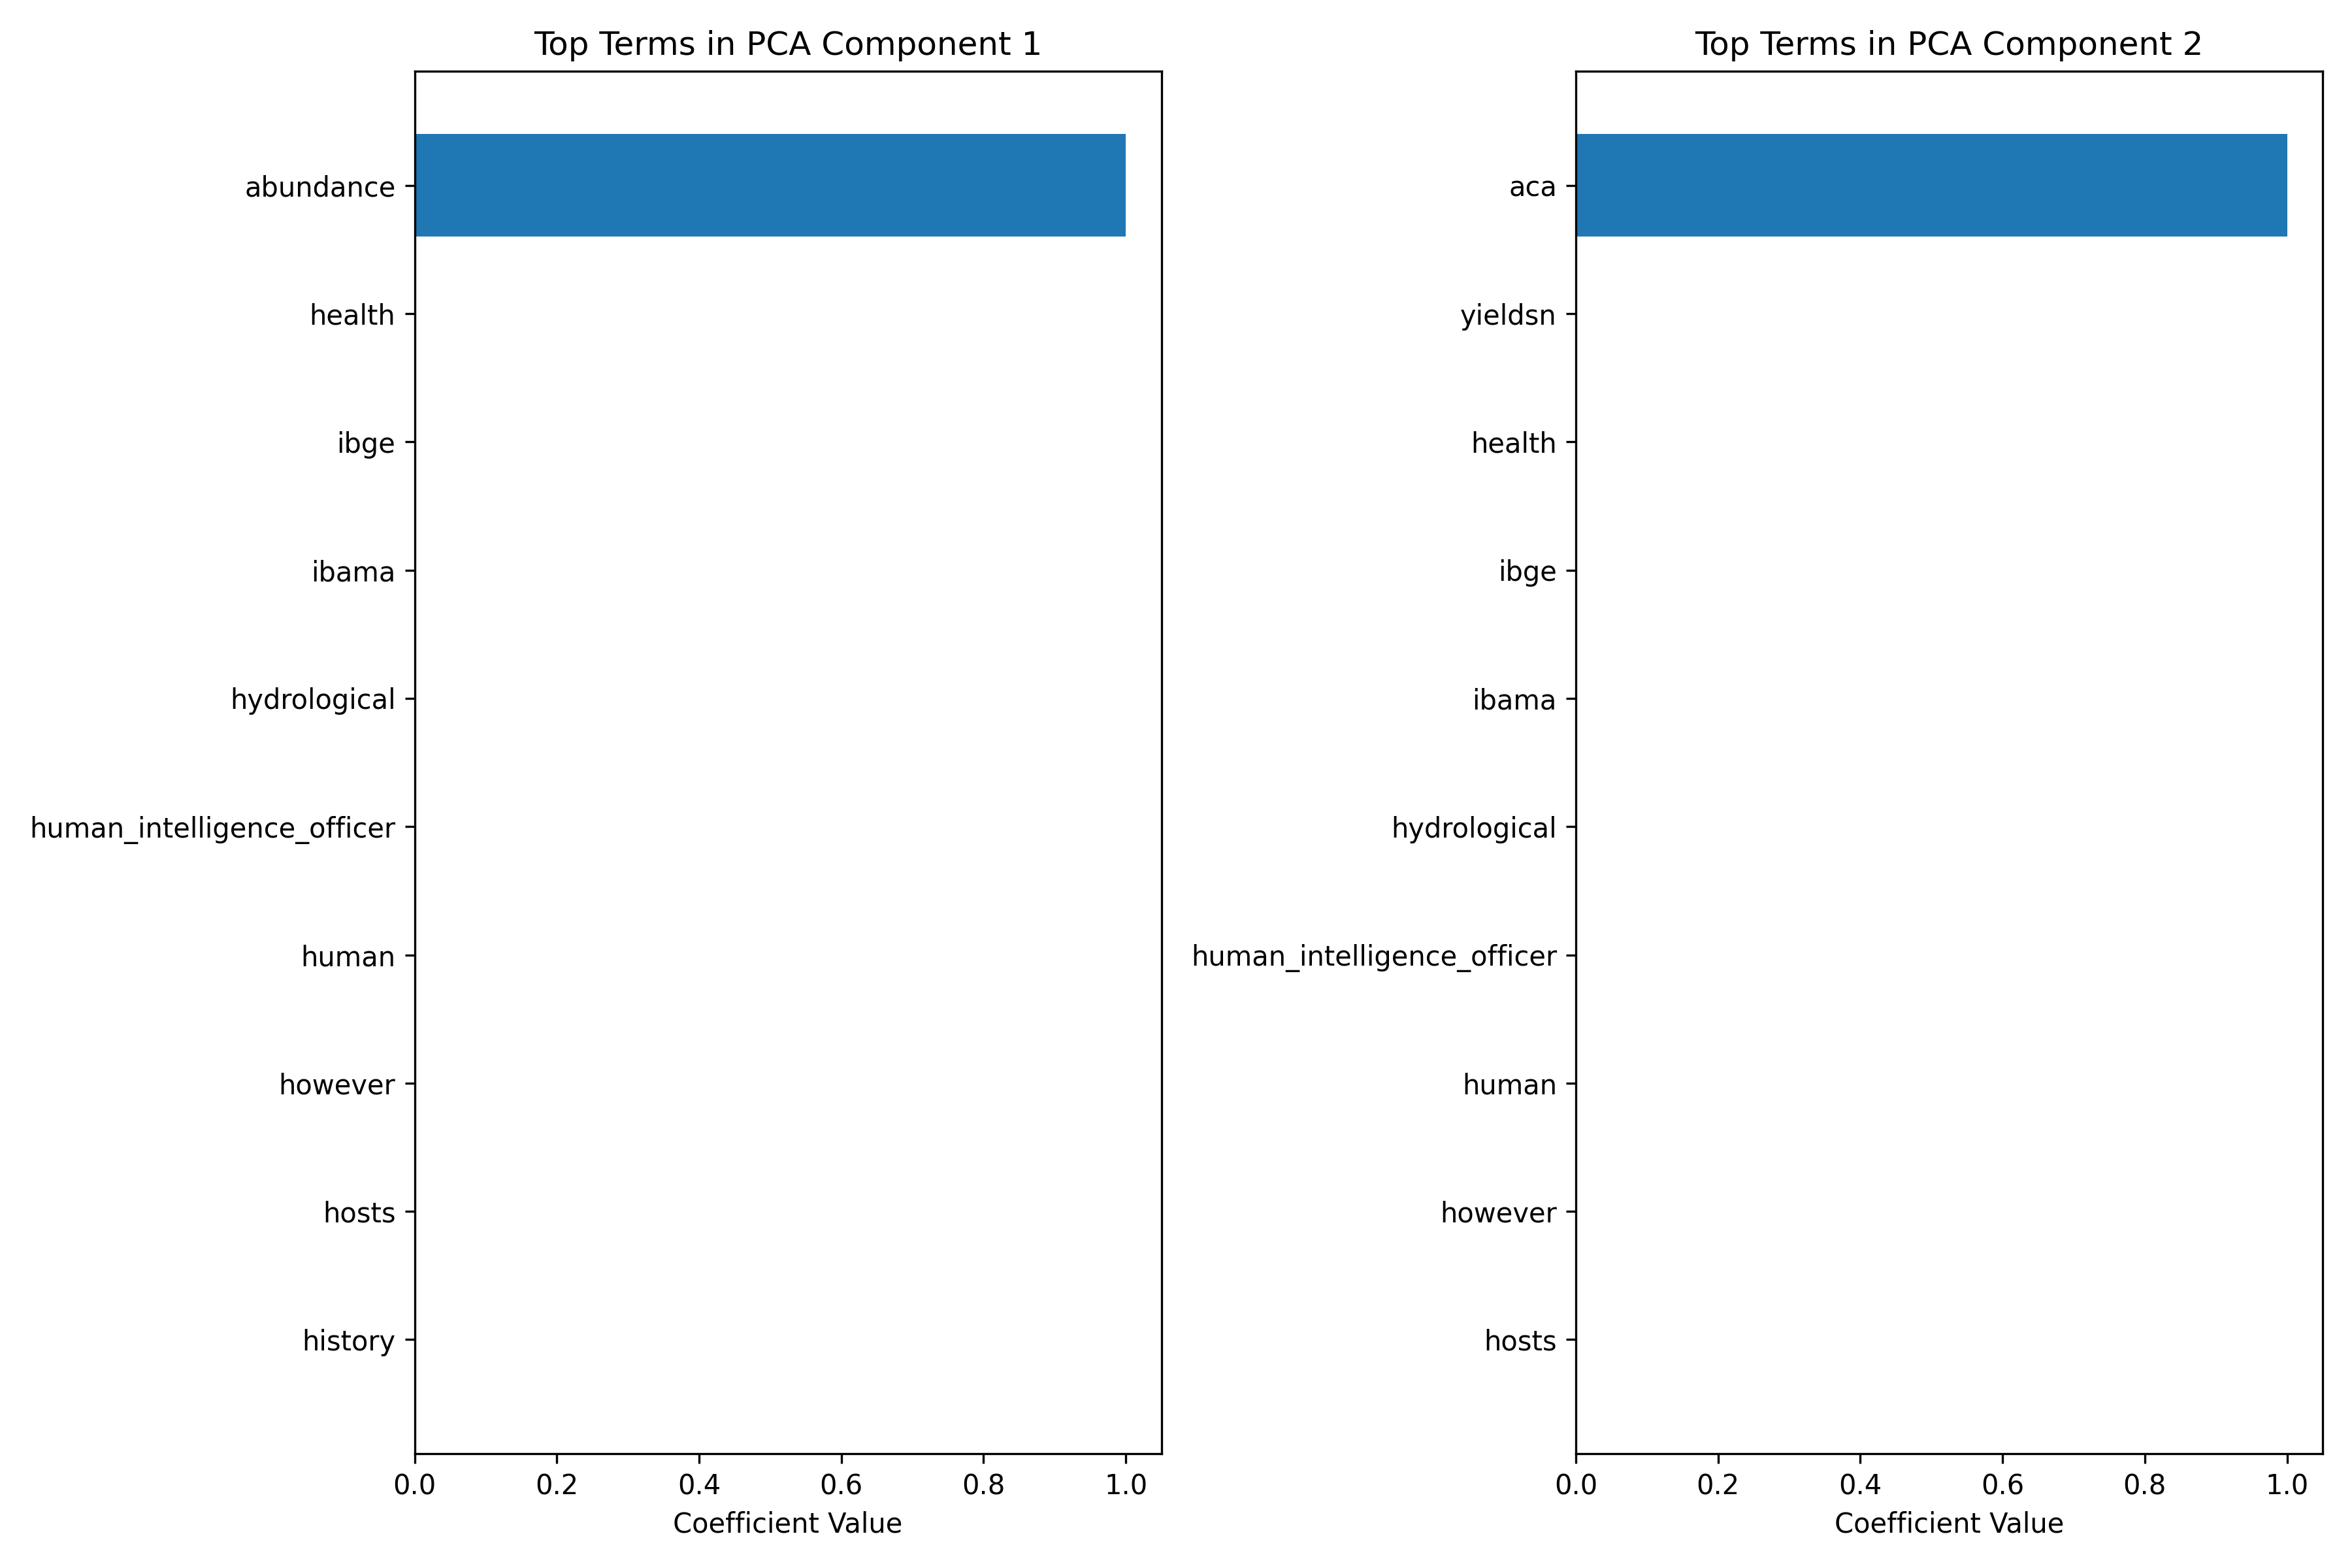 Top Terms in PCA Component 1
abundance
health
ibge
ibama
hydrological
human_intelligence_officer
human
however
hosts
history
0.0 0.2 0.4 0.6 0.8 1.0
Coefficient Value
Top Terms in PCA Component 2
aca
yieldsn
health
ibge
ibama
hydrological
human_intelligence_officer
human
however
hosts
0.0 0.2 0.4 0.6 0.8 1.0
Coefficient Value